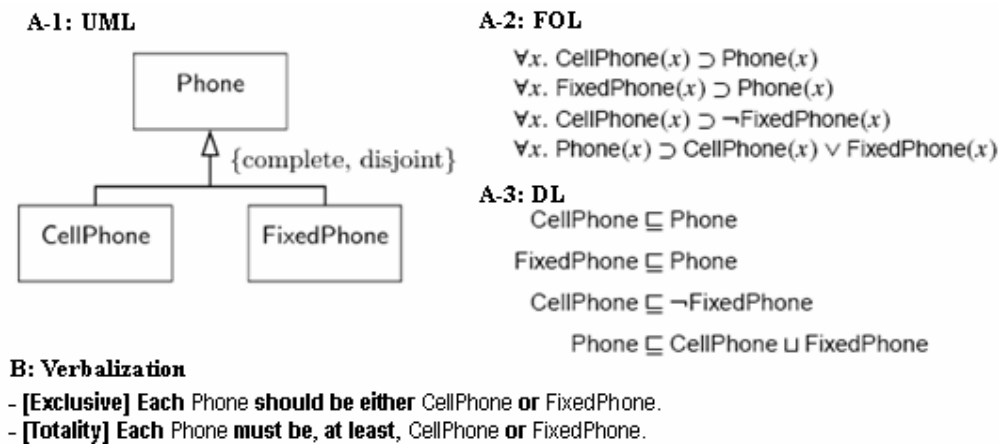 A-1: UML
Phone
{complete, disjoint}
CellPhone
FixedPhone
A-2: FOL
∀x. CellPhone(x) ⊃ Phone(x)
∀x. FixedPhone(x) ⊃ Phone(x)
∀x. CellPhone(x) ⊃ ¬FixedPhone(x)
∀x. Phone(x) ⊃ CellPhone(x) ∨ FixedPhone(x)
A-3: DL
CellPhone ⊑ Phone
FixedPhone ⊑ Phone
CellPhone ⊑ ¬FixedPhone
Phone ⊑ CellPhone ⊔ FixedPhone
B: Verbalization
- [Exclusive] Each Phone should be either CellPhone or FixedPhone.
- [Totality] Each Phone must be, at least, CellPhone or FixedPhone.